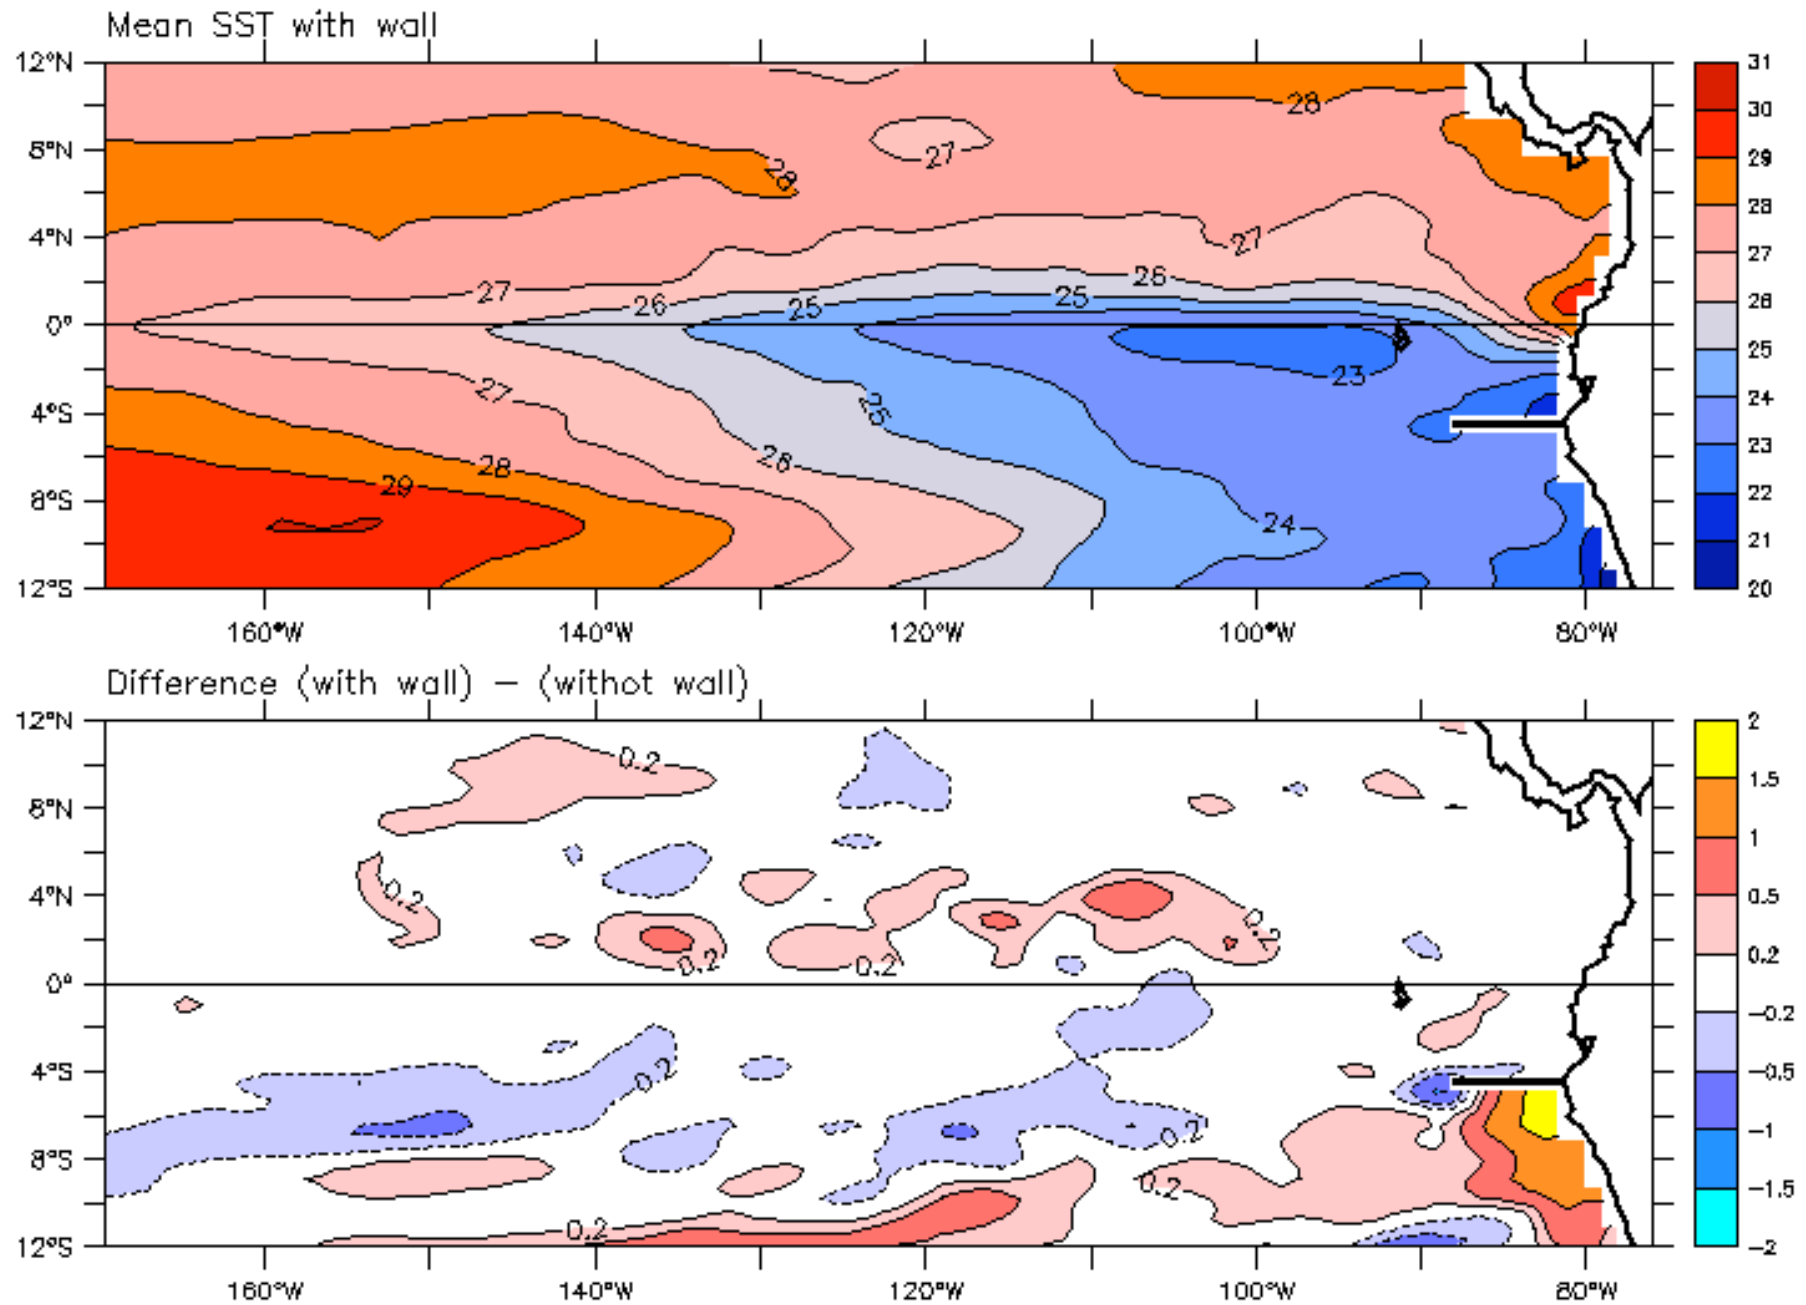 Mean SST with wall
12°N
8°N
4°N
0°
4°S
8°S
12°S
28
28
27
27
27
26
26
25
25
23
27
26
28
28
29
24
160°W
140°W
120°W
100°W
80°W
31
30
29
28
27
26
25
24
23
22
21
20
Difference (with wall) – (withot wall)
12°N
8°N
4°N
0°
4°S
8°S
12°S
0.2
0.2
0.2
0.2
0.2
0.2
0.2
0.2
0.2
160°W
140°W
120°W
100°W
80°W
2
1.5
1
0.5
0.2
-0.2
-0.5
-1
-1.5
-2